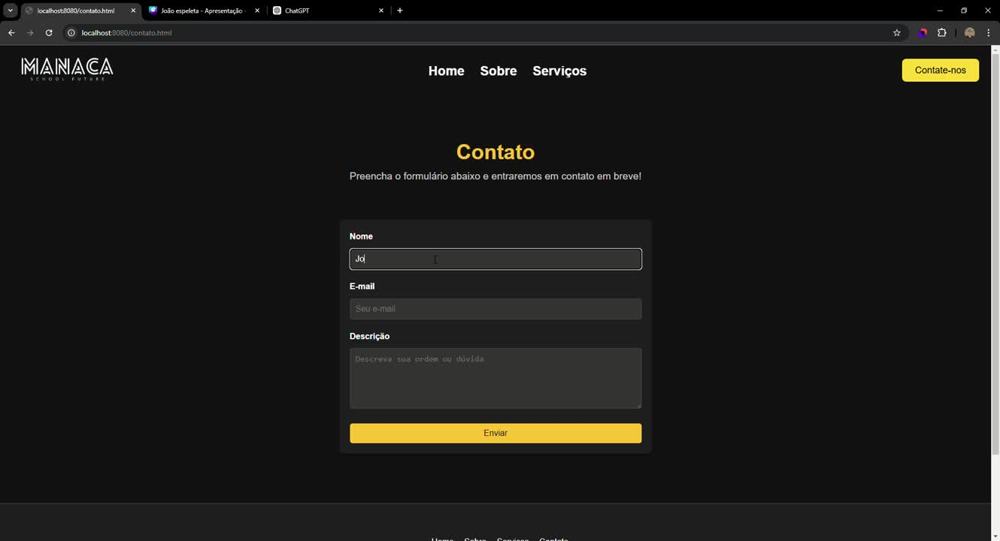 localhost:8080/contato.html
João espeleta - Apresentação -
ChatGPT
localhost:8080/contato.html
MANACA
SCHOOL FUTURE
Home Sobre Serviços
Contate-nos
Contato
Preencha o formulário abaixo e entraremos em contato em breve!
Nome
Jo
E-mail
Seu e-mail
Descrição
Descreva sua ordem ou dúvida
Enviar
Home Sobre Serviços Contato